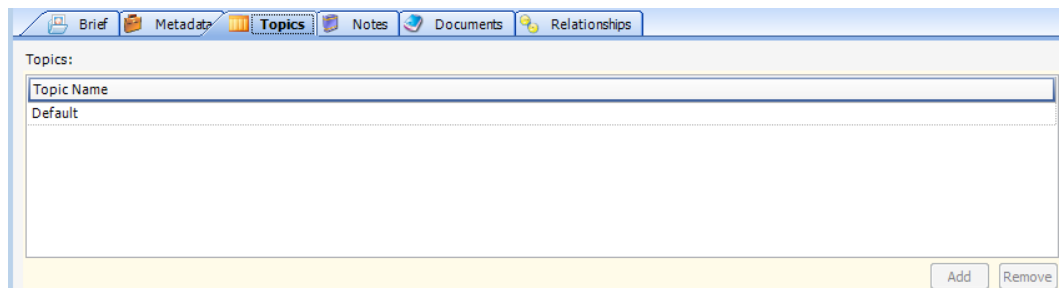 Brief Metadata Topics Notes Documents Relationships
Topics:
Topic Name
Default
Add Remove